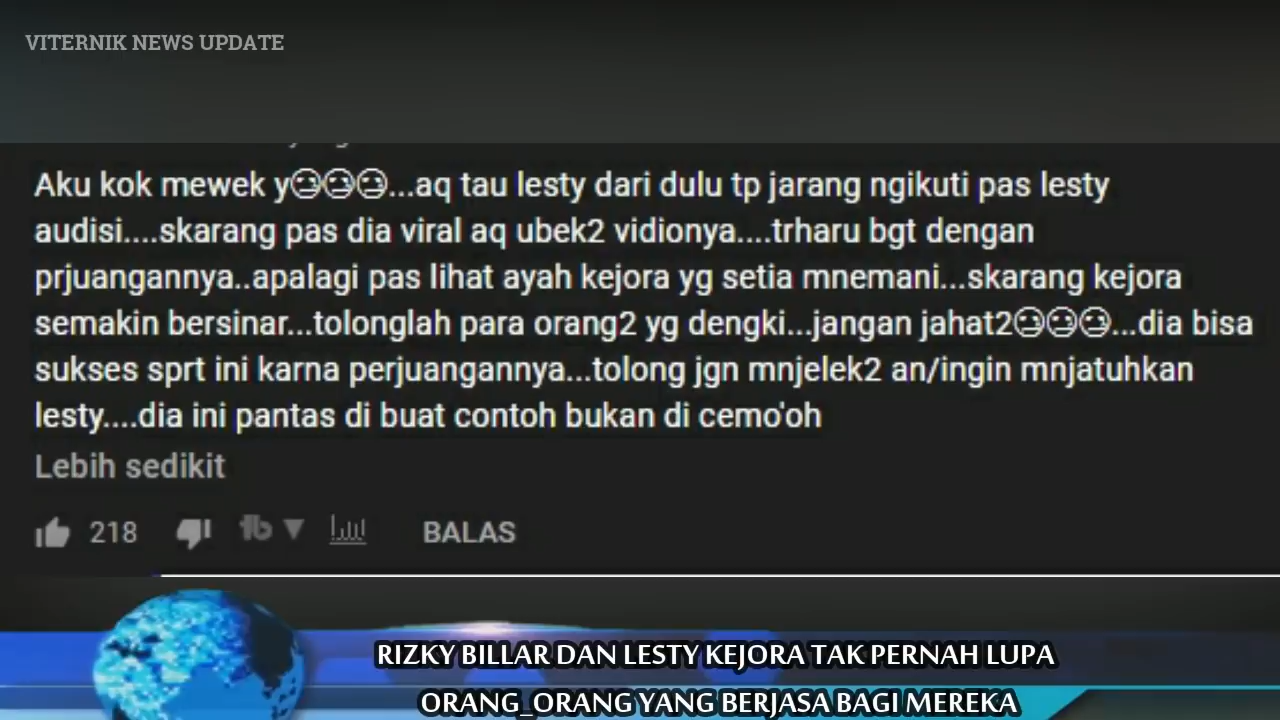 VITERNIK NEWS UPDATE
Aku kok mewek y😢😢😢...aq tau lesty dari dulu tp jarang ngikuti pas lesty
audisi....skarang pas dia viral aq ubek2 vidionya....trharu bgt dengan
prjuangannya..apalagi pas lihat ayah kejora yg setia mnemani...skarang kejora
semakin bersinar...tolonglah para orang2 yg dengki...jangan jahat2😢😢😢...dia bisa
sukses sprt ini karna perjuangannya...tolong jgn mnjelek2 an/ingin mnjatuhkan
lesty....dia ini pantas di buat contoh bukan di cemo'oh
Lebih sedikit
218 tb BALAS
RIZKY BILLAR DAN LESTY KEJORA TAK PERNAH LUPA
ORANG_ORANG YANG BERJASA BAGI MEREKA